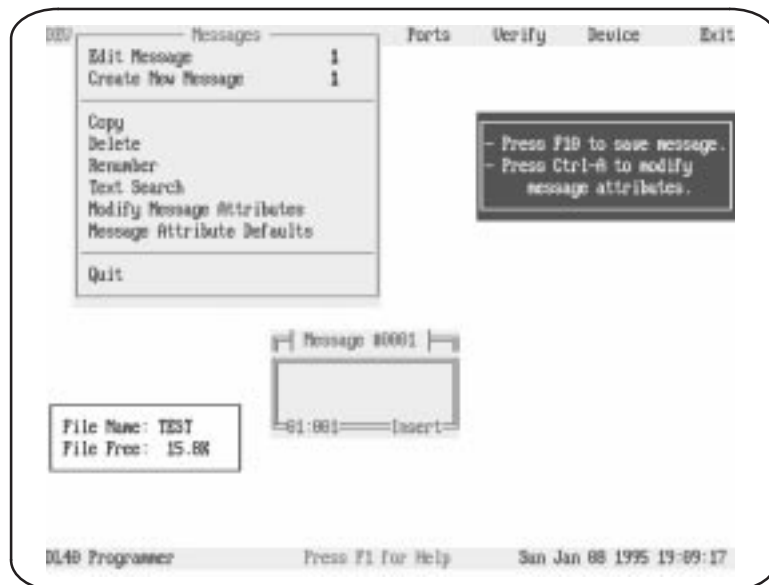 Messages Ports Verify Device Exit
Edit Message 1
Create New Message 1
Copy
Delete
Renumber
Text Search
Modify Message Attributes
Message Attribute Defaults
Quit
- Press F10 to save message.
- Press Ctrl-A to modify
message attributes.
Message #0001
01:001 Insert
File Name: TEST
File Free: 15.8K
DL40 Programmer Press F1 for Help Sun Jan 08 1995 19:09:17